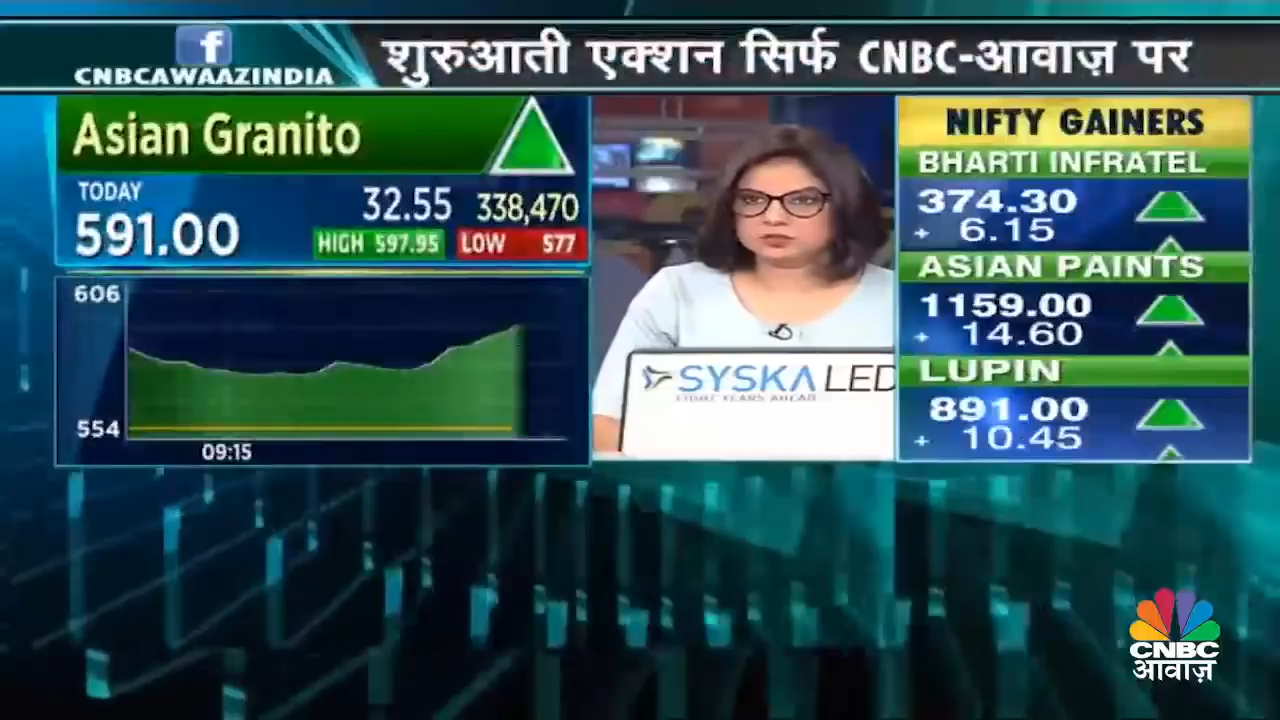 f
CNBCAWAAZINDIA
शुरुआती एक्शन सिर्फ CNBC-आवाज़ पर
Asian Granito
TODAY
591.00
32.55 338,470
HIGH 597.95 LOW 577
606
554
09:15
SYSKA LED
NIFTY GAINERS
BHARTI INFRATEL
374.30
+ 6.15
ASIAN PAINTS
1159.00
+ 14.60
LUPIN
891.00
+ 10.45
CNBC
आवाज़